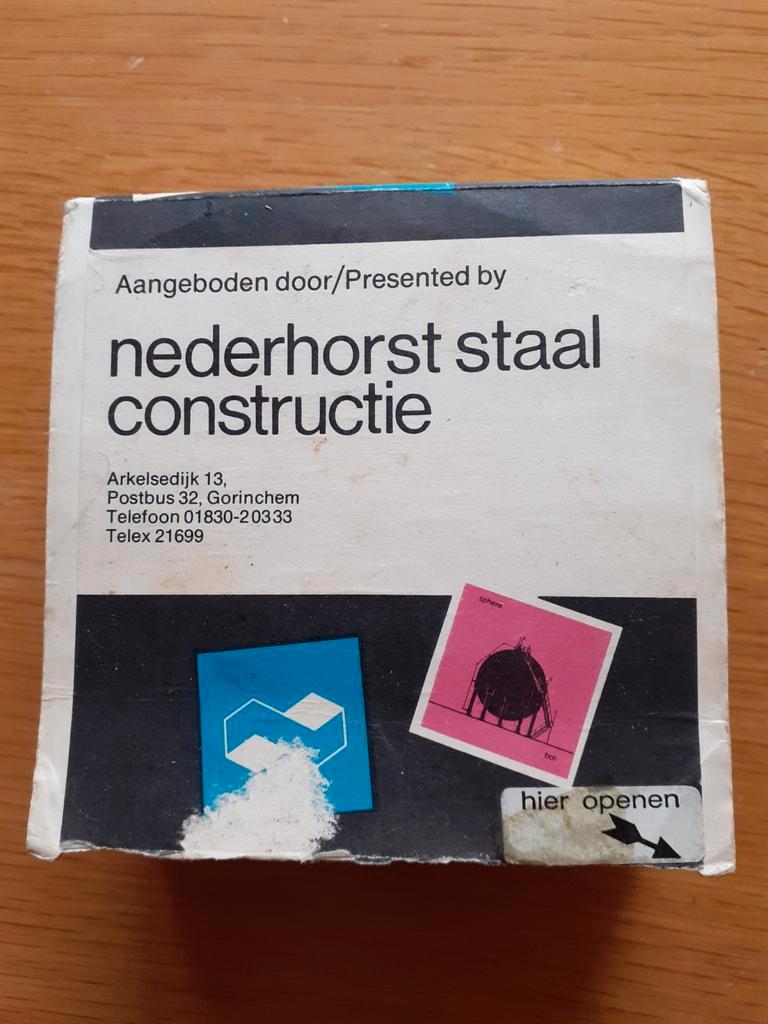 Aangeboden door/Presented by
nederhorst staal
constructie
Arkelsedijk 13,
Postbus 32, Gorinchem
Telefoon 01830-20333
Telex 21699
sphere
bol
hier openen